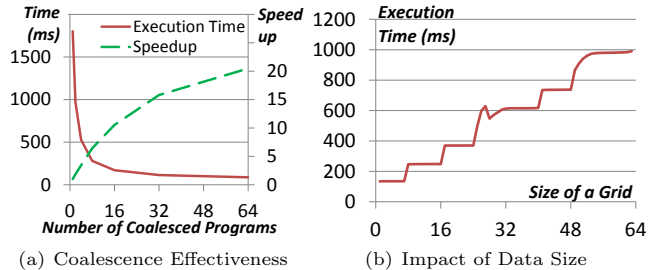 Time (ms)
Execution Time
Speedup
Speed up
1500
1000
500
0
20
15
10
5
0
0 16 32 48 64
Number of Coalesced Programs
(a) Coalescence Effectiveness
Execution Time (ms)
1000
800
600
400
200
0
Size of a Grid
0 16 32 48 64
(b) Impact of Data Size